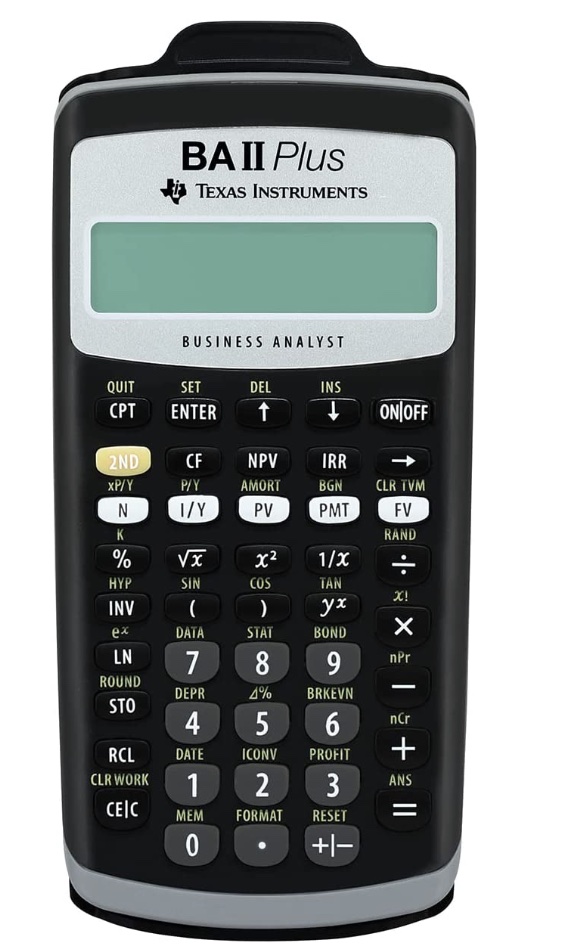 BA II Plus
TEXAS INSTRUMENTS
BUSINESS ANALYST
QUIT SET DEL INS
CPT ENTER ↑ ↓ ON|OFF
2ND CF NPV IRR →
xP/Y P/Y AMORT BGN CLR TVM
N I/Y PV PMT FV
K RAND
% √x x² 1/x ÷
HYP SIN COS TAN x!
INV ( ) yˣ ×
eˣ DATA STAT BOND nPr
LN 7 8 9 −
ROUND DEPR Δ% BRKEVN nCr
STO 4 5 6 +
RCL DATE ICONV PROFIT ANS
CLR WORK 1 2 3 =
CE|C MEM FORMAT RESET
0 . +|−